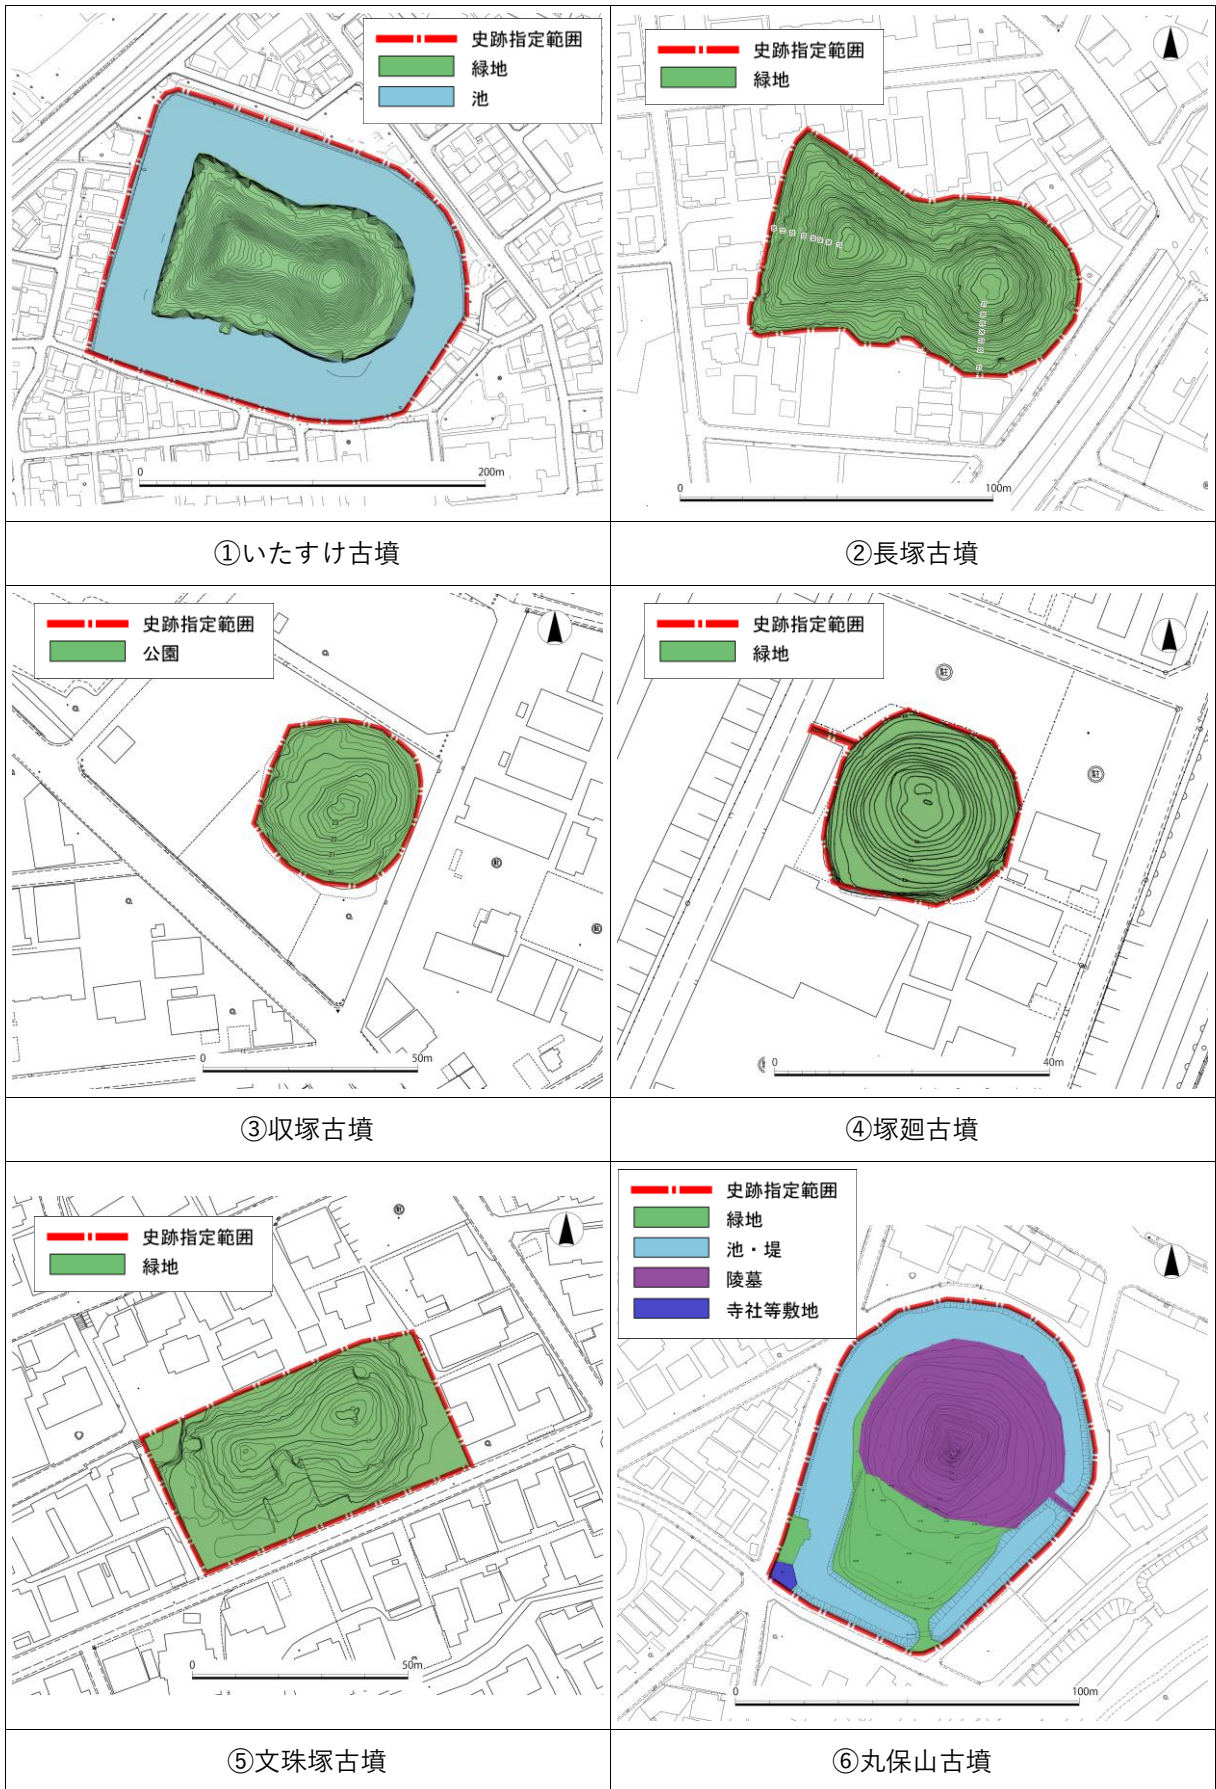 史跡指定範囲
緑地
池
0
200m
①いたすけ古墳
史跡指定範囲
緑地
0
100m
②長塚古墳
史跡指定範囲
公園
0
50m
③収塚古墳
史跡指定範囲
緑地
駐
駐
0
40m
④塚廻古墳
史跡指定範囲
緑地
0
50m
⑤文珠塚古墳
史跡指定範囲
緑地
池・堤
陵墓
寺社等敷地
0
100m
⑥丸保山古墳